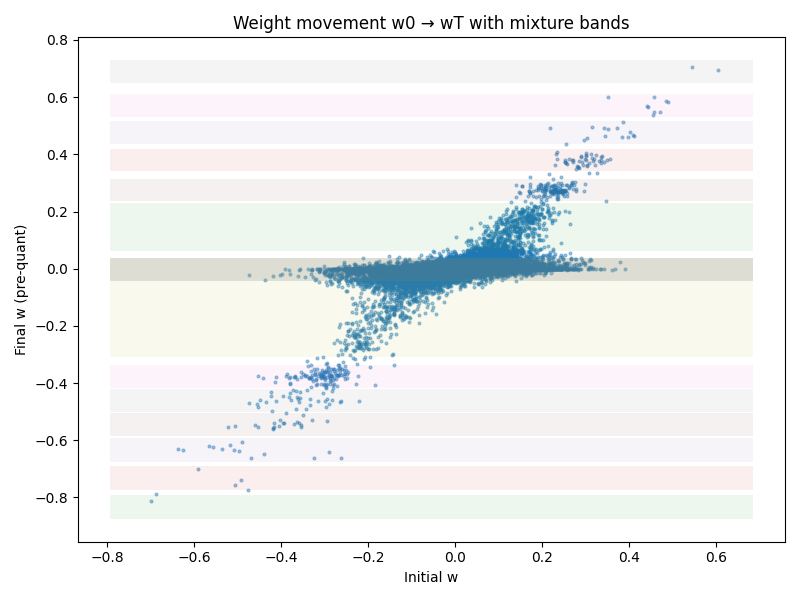 Weight movement w0 → wT with mixture bands
0.8
0.6
0.4
0.2
0.0
−0.2
−0.4
−0.6
−0.8
Final w (pre-quant)
−0.8 −0.6 −0.4 −0.2 0.0 0.2 0.4 0.6
Initial w